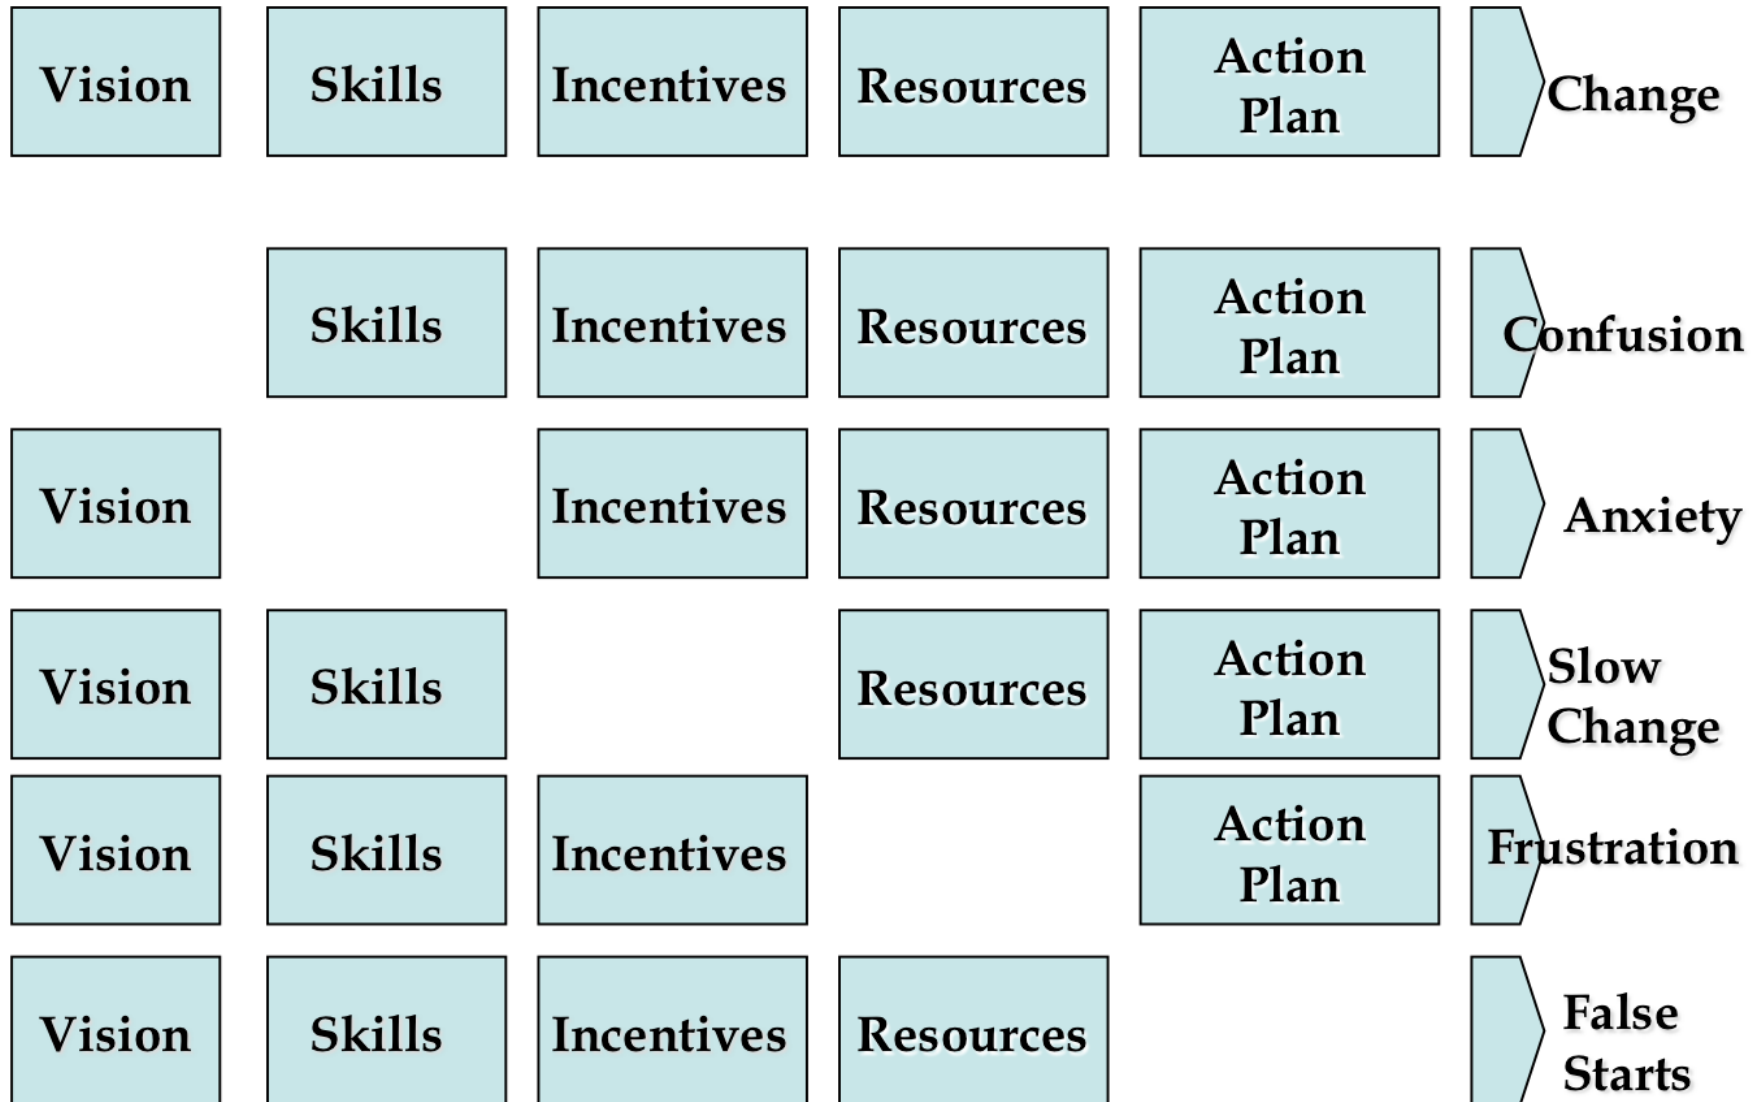 Vision Skills Incentives Resources Action Plan Change
Skills Incentives Resources Action Plan Confusion
Vision Incentives Resources Action Plan Anxiety
Vision Skills Resources Action Plan Slow Change
Vision Skills Incentives Action Plan Frustration
Vision Skills Incentives Resources False Starts